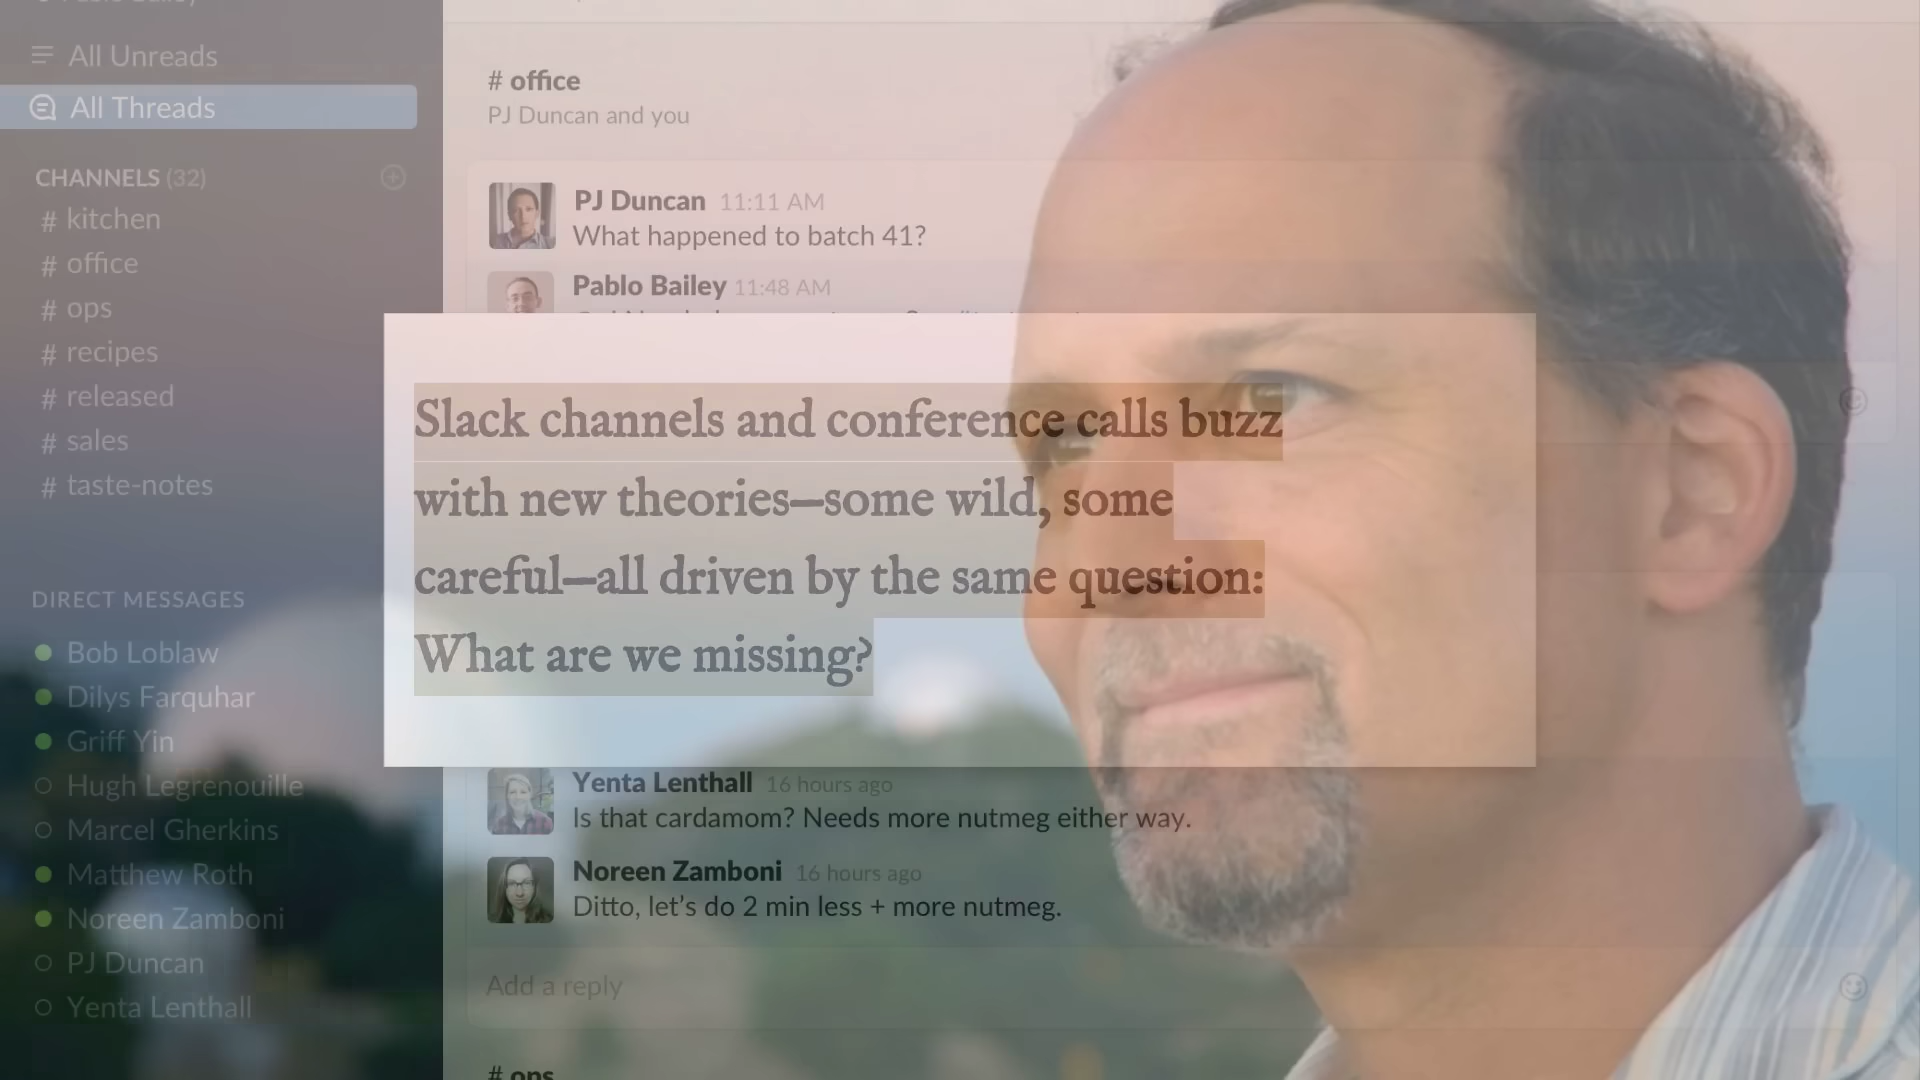 All Unreads
All Threads
CHANNELS (32)
# kitchen
# office
# ops
# recipes
# released
# sales
# taste-notes
DIRECT MESSAGES
Bob Loblaw
Dilys Farquhar
Griff Yin
Hugh Legrenouille
Marcel Gherkins
Matthew Roth
Noreen Zamboni
PJ Duncan
Yenta Lenthall
# office
PJ Duncan and you
PJ Duncan 11:11 AM
What happened to batch 41?
Pablo Bailey 11:48 AM
Slack channels and conference calls buzz
with new theories—some wild, some
careful—all driven by the same question:
What are we missing?
Yenta Lenthall 16 hours ago
Is that cardamom? Needs more nutmeg either way.
Noreen Zamboni 16 hours ago
Ditto, let's do 2 min less + more nutmeg.
Add a reply
# ops